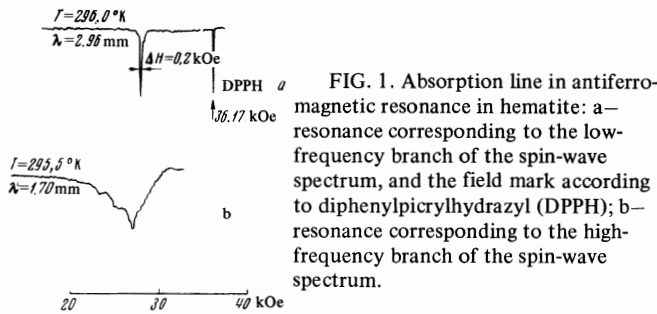 T=296,0°K
λ=2.96 mm
ΔH=0,2 kOe
DPPH a
36.17 kOe
T=295,5°K
λ=1,70 mm
b
20 30 40 kOe
FIG. 1. Absorption line in antiferro-
magnetic resonance in hematite: a—
resonance corresponding to the low-
frequency branch of the spin-wave
spectrum, and the field mark according
to diphenylpicrylhydrazyl (DPPH); b—
resonance corresponding to the high-
frequency branch of the spin-wave
spectrum.